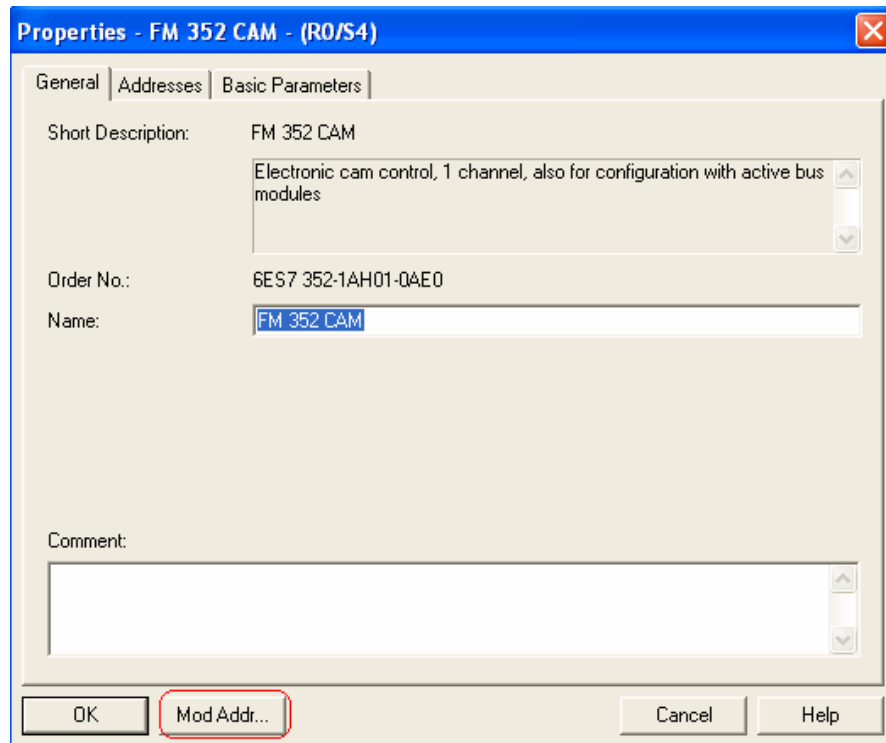 Properties - FM 352 CAM - (R0/S4)
General Addresses Basic Parameters
Short Description: FM 352 CAM
Electronic cam control, 1 channel, also for configuration with active bus
modules
Order No.: 6ES7 352-1AH01-0AE0
Name: FM 352 CAM
Comment:
OK Mod Addr... Cancel Help